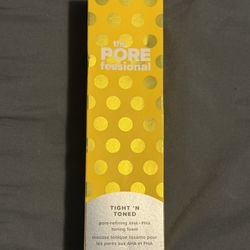 the
PORE
fessional
TIGHT 'N
TONED
pore-refining AHA + PHA
toning foam
mousse tonique lissante pour
les pores aux AHA et PHA